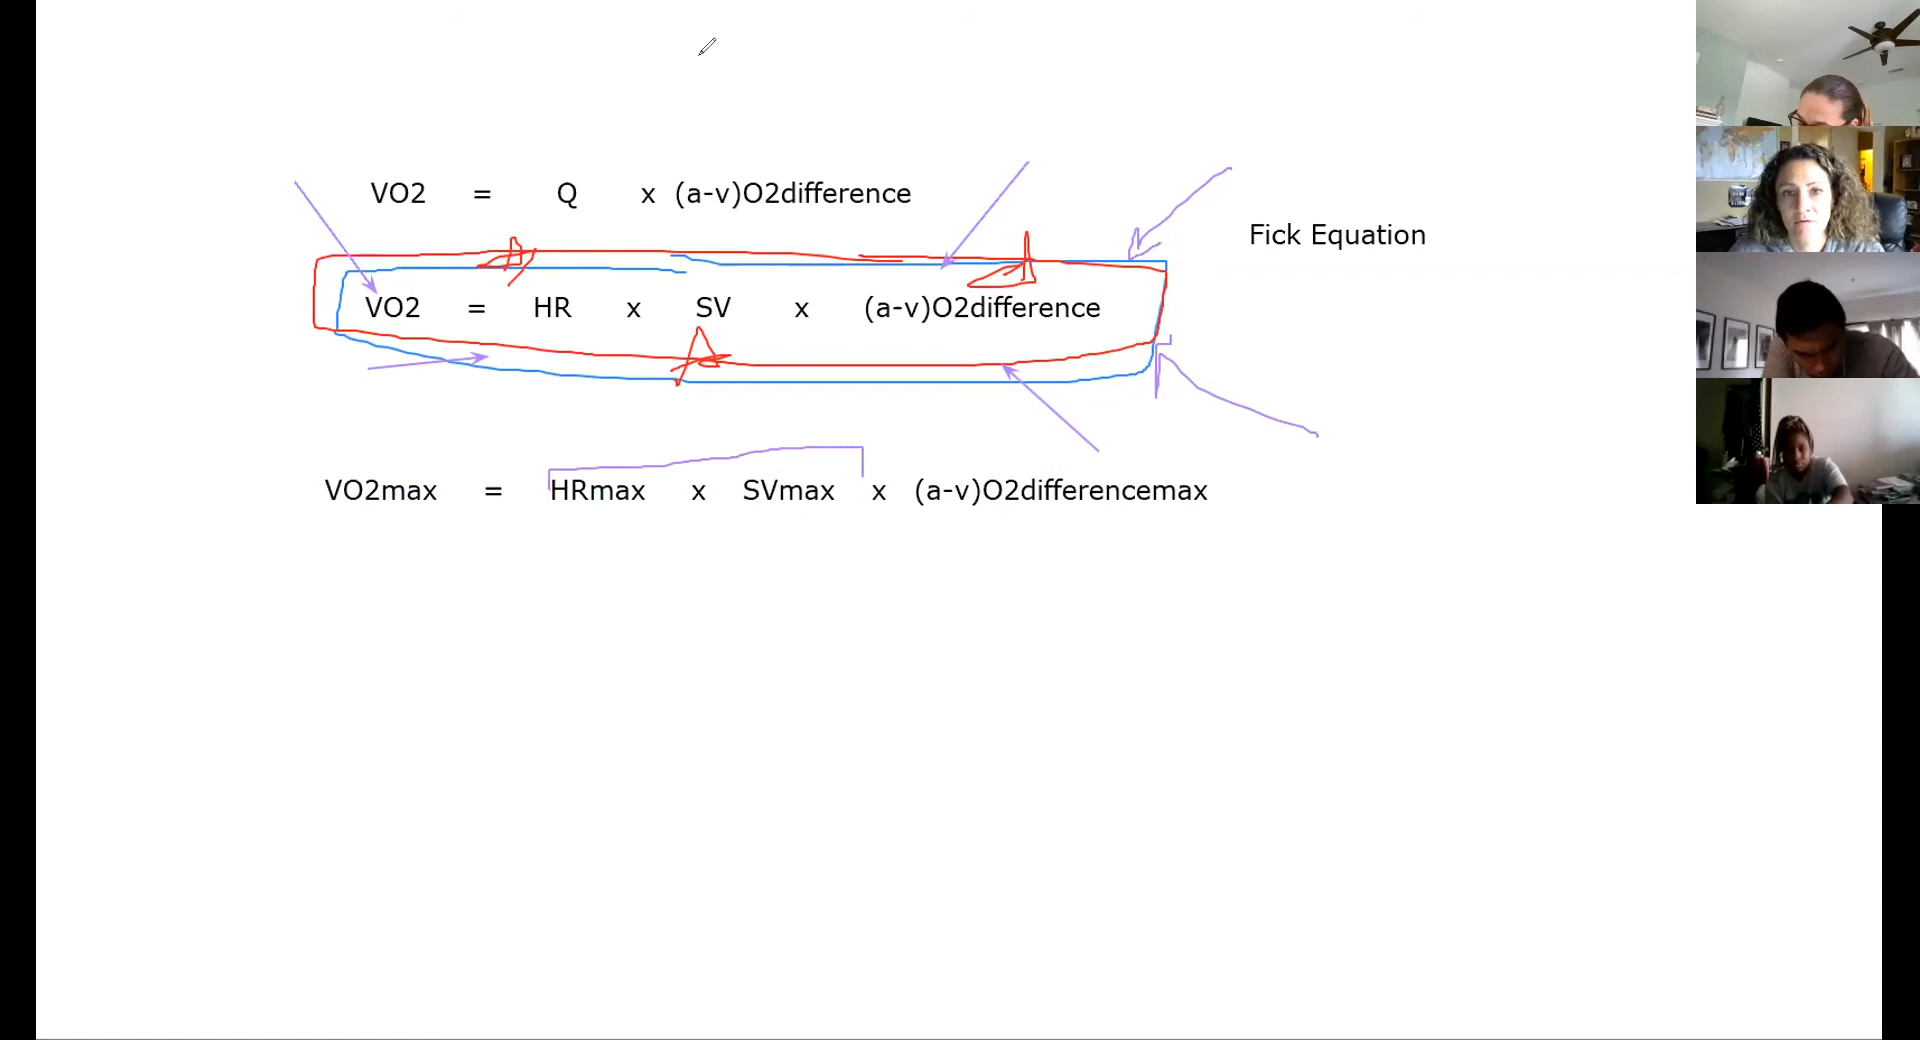 VO2 = Q x (a-v)O2difference
Fick Equation
VO2 = HR x SV x (a-v)O2difference
VO2max = HRmax x SVmax x (a-v)O2differencemax